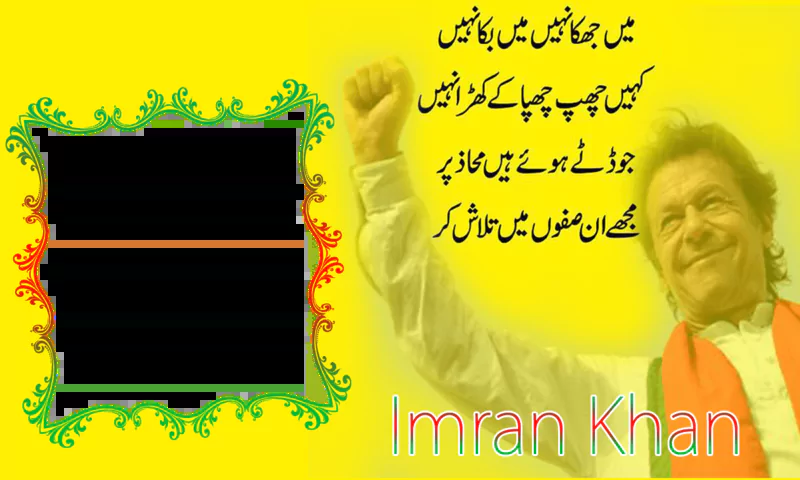 میں جھکا نہیں میں بکا نہیں
کہیں چھپ چھپا کے کھڑا نہیں
جو ڈٹے ہوئے ہیں محاذ پر
مجھے ان صفوں میں تلاش کر
Imran Khan